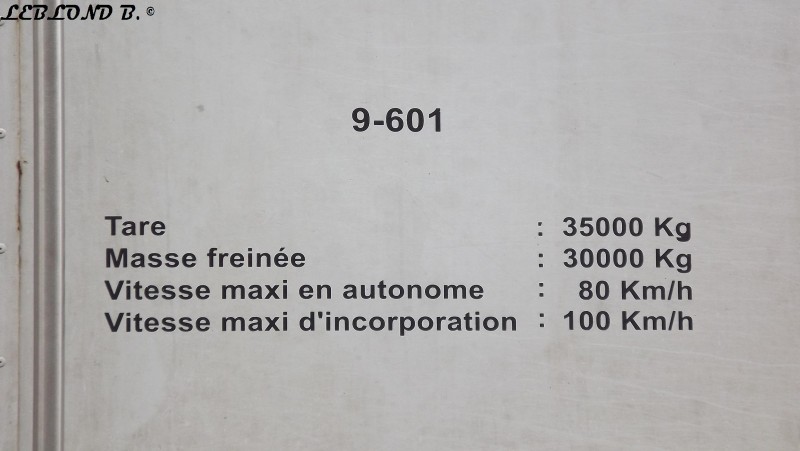 LEBLOND B. ©
9-601
Tare : 35000 Kg
Masse freinée : 30000 Kg
Vitesse maxi en autonome : 80 Km/h
Vitesse maxi d'incorporation : 100 Km/h